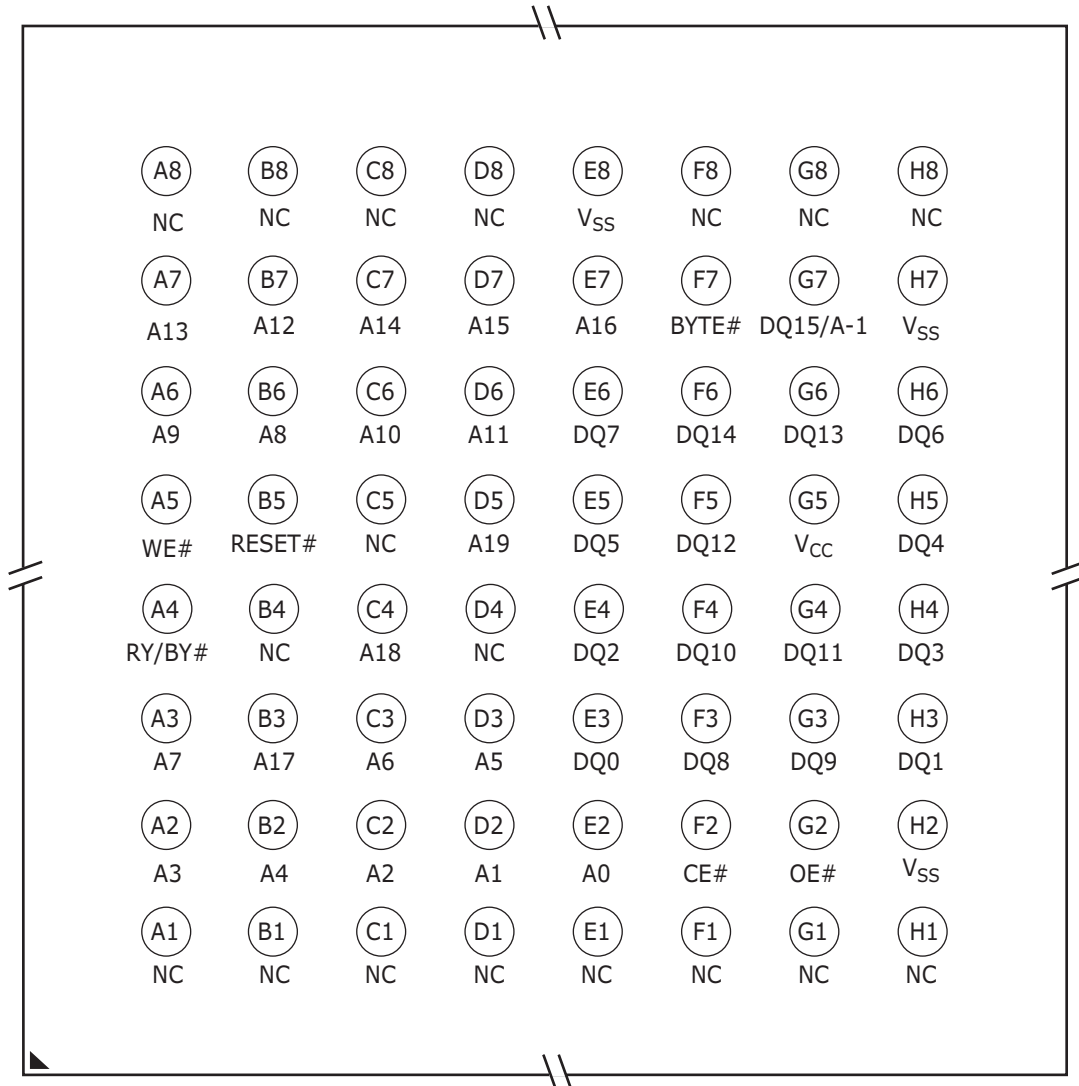 A8 B8 C8 D8 E8 F8 G8 H8
NC NC NC NC VSS NC NC NC
A7 B7 C7 D7 E7 F7 G7 H7
A13 A12 A14 A15 A16 BYTE# DQ15/A-1 VSS
A6 B6 C6 D6 E6 F6 G6 H6
A9 A8 A10 A11 DQ7 DQ14 DQ13 DQ6
A5 B5 C5 D5 E5 F5 G5 H5
WE# RESET# NC A19 DQ5 DQ12 VCC DQ4
A4 B4 C4 D4 E4 F4 G4 H4
RY/BY# NC A18 NC DQ2 DQ10 DQ11 DQ3
A3 B3 C3 D3 E3 F3 G3 H3
A7 A17 A6 A5 DQ0 DQ8 DQ9 DQ1
A2 B2 C2 D2 E2 F2 G2 H2
A3 A4 A2 A1 A0 CE# OE# VSS
A1 B1 C1 D1 E1 F1 G1 H1
NC NC NC NC NC NC NC NC